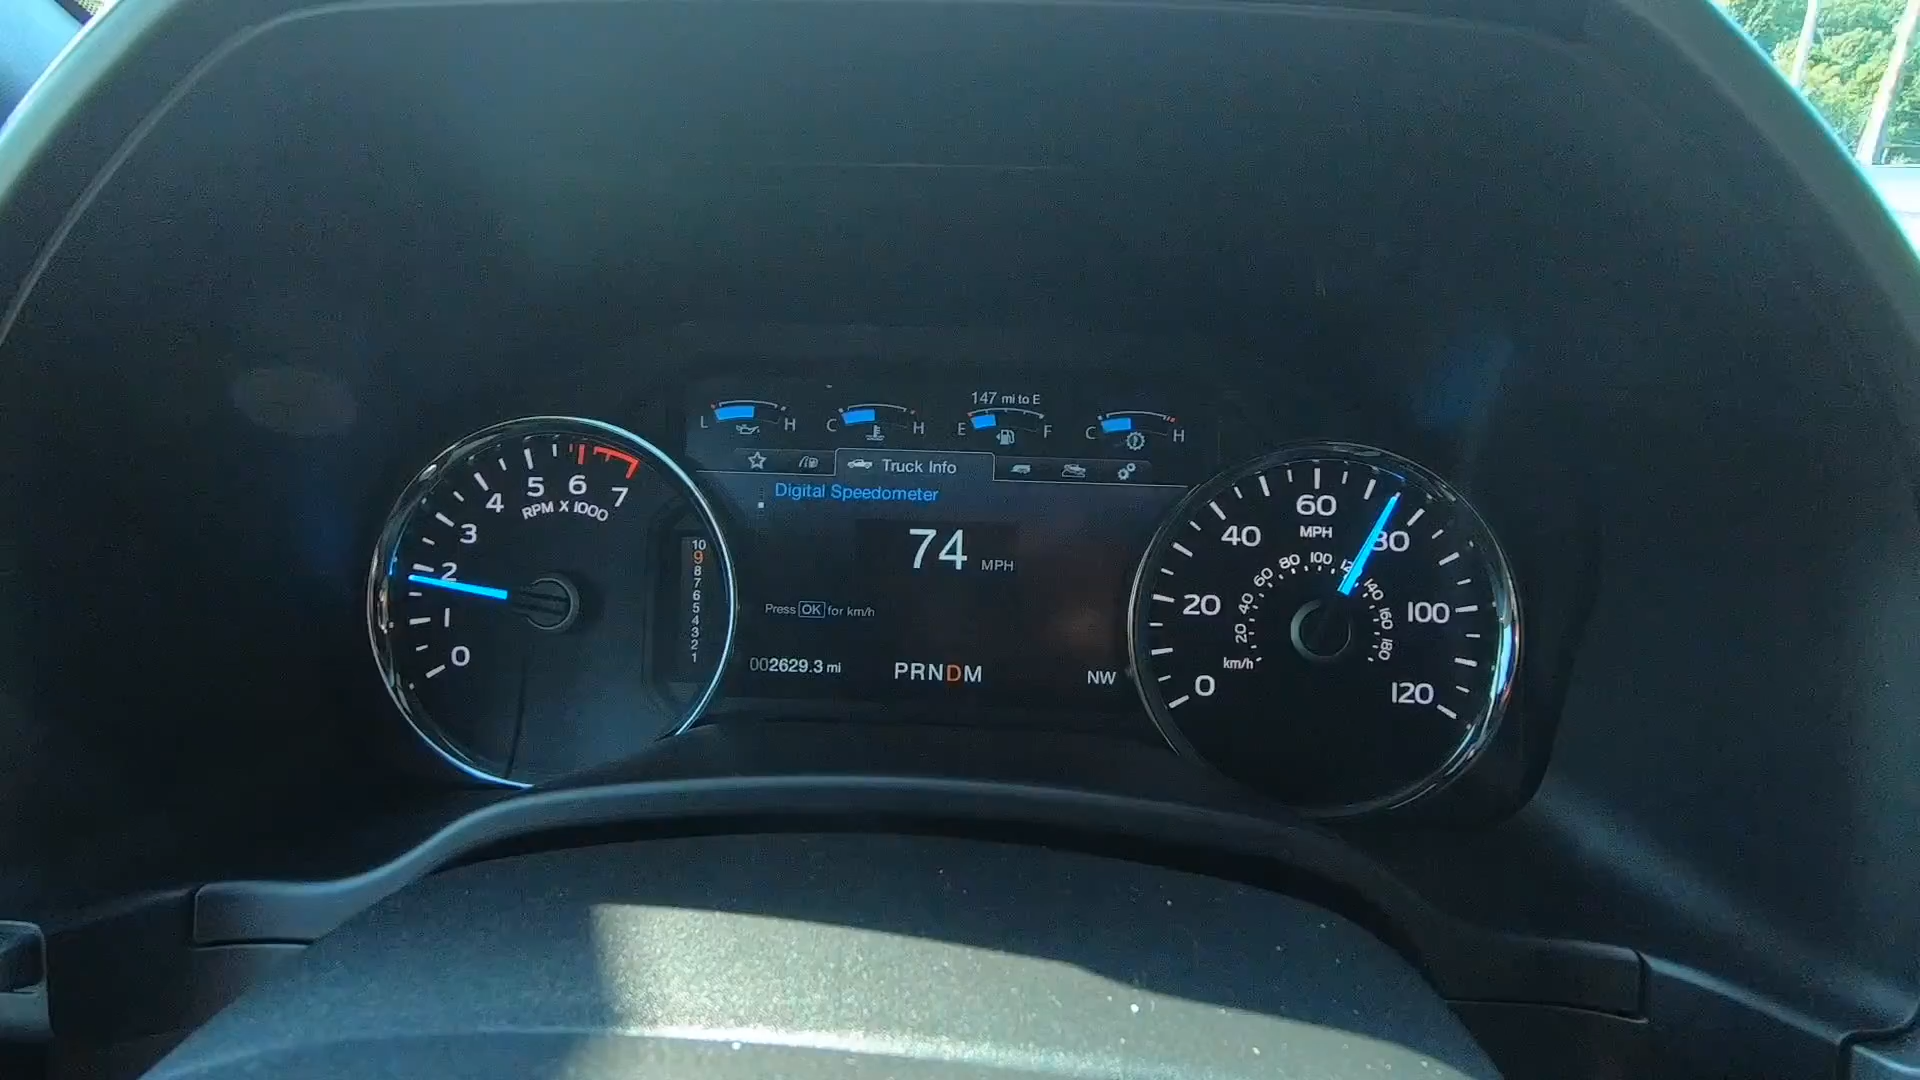 147 mi to E
L H C H E F C H
Truck Info
Digital Speedometer
74 MPH
Press OK for km/h
002629.3 mi
PRNDM
NW
0 1 2 3 4 5 6 7
RPM X 1000
10
9
8
7
6
5
4
3
2
1
0 20 40 60 80 100 120
MPH
20 40 60 80 100 120 140 160 180
km/h